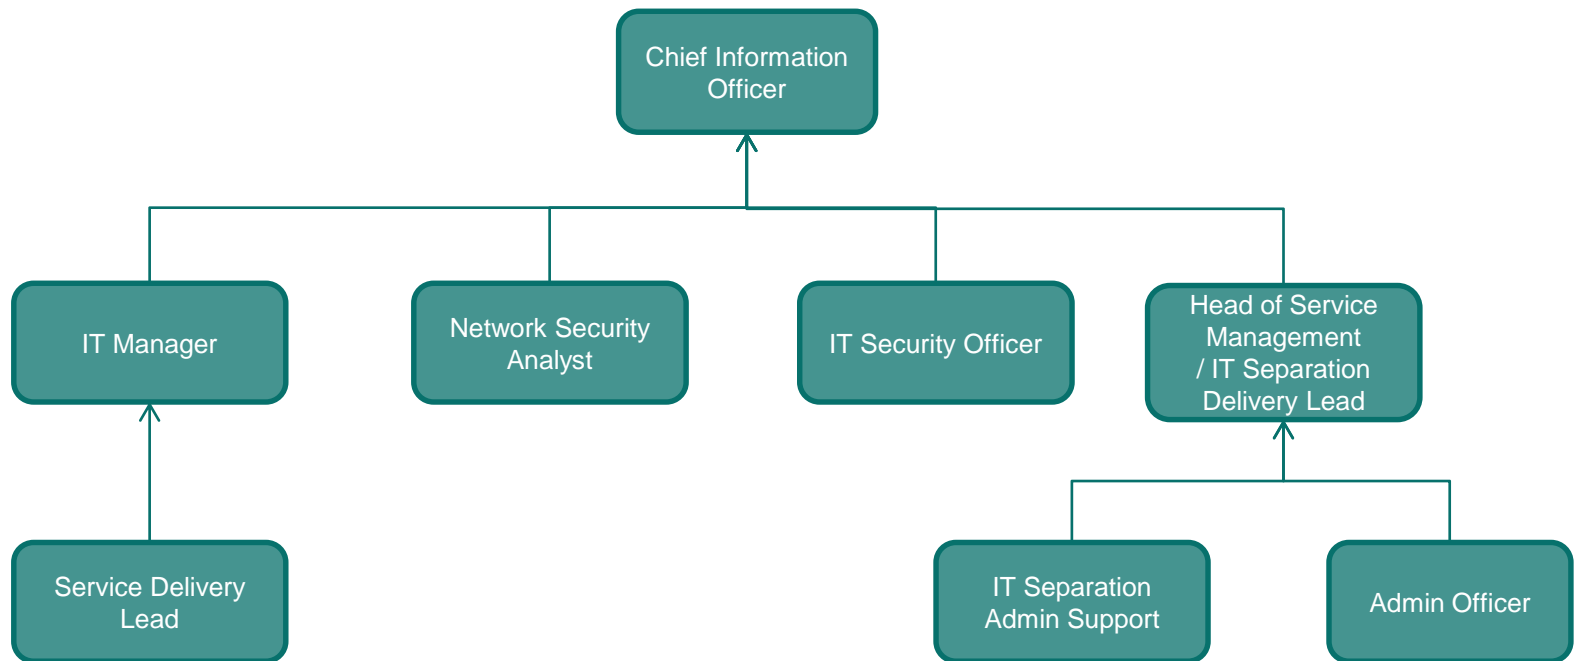 Chief Information
Officer
IT Manager
Network Security
Analyst
IT Security Officer
Head of Service
Management
/ IT Separation
Delivery Lead
Service Delivery
Lead
IT Separation
Admin Support
Admin Officer